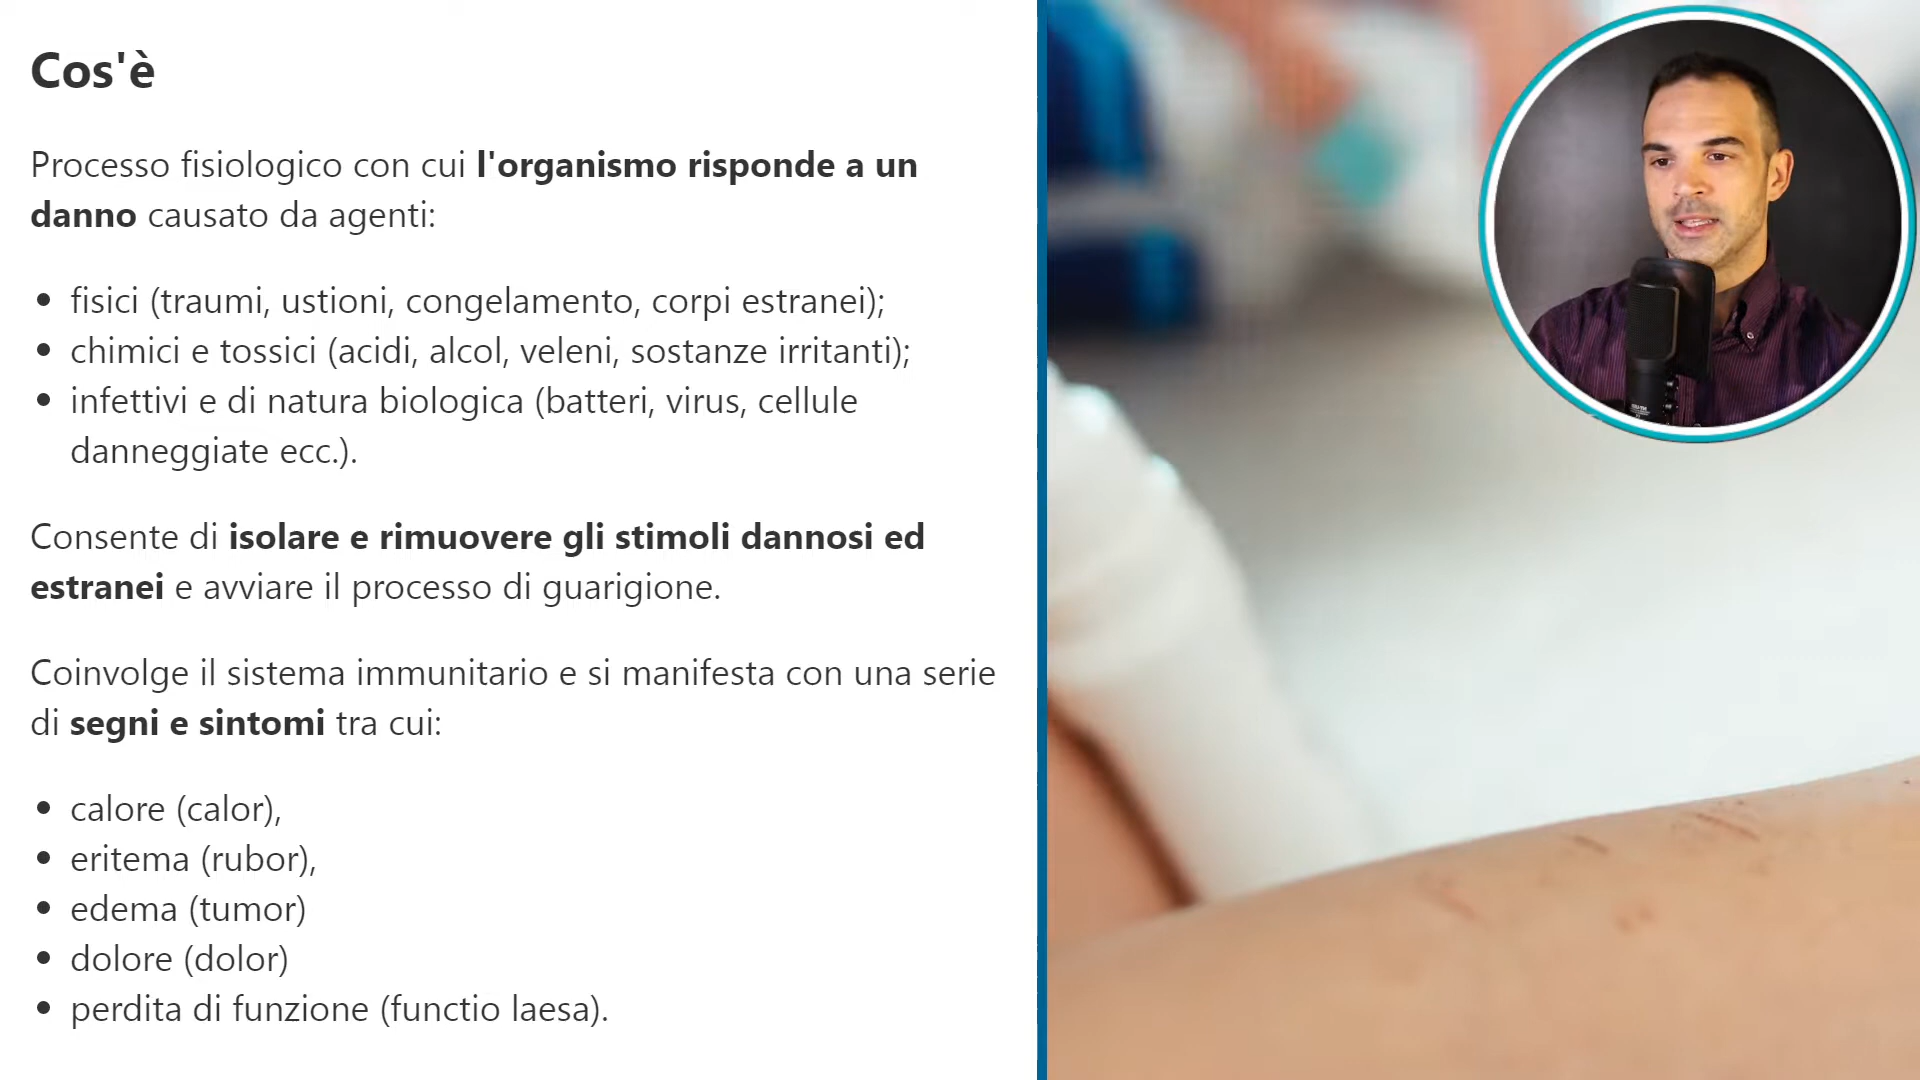 Cos'è
Processo fisiologico con cui l'organismo risponde a un
danno causato da agenti:
• fisici (traumi, ustioni, congelamento, corpi estranei);
• chimici e tossici (acidi, alcol, veleni, sostanze irritanti);
• infettivi e di natura biologica (batteri, virus, cellule
danneggiate ecc.).
Consente di isolare e rimuovere gli stimoli dannosi ed
estranei e avviare il processo di guarigione.
Coinvolge il sistema immunitario e si manifesta con una serie
di segni e sintomi tra cui:
• calore (calor),
• eritema (rubor),
• edema (tumor)
• dolore (dolor)
• perdita di funzione (functio laesa).